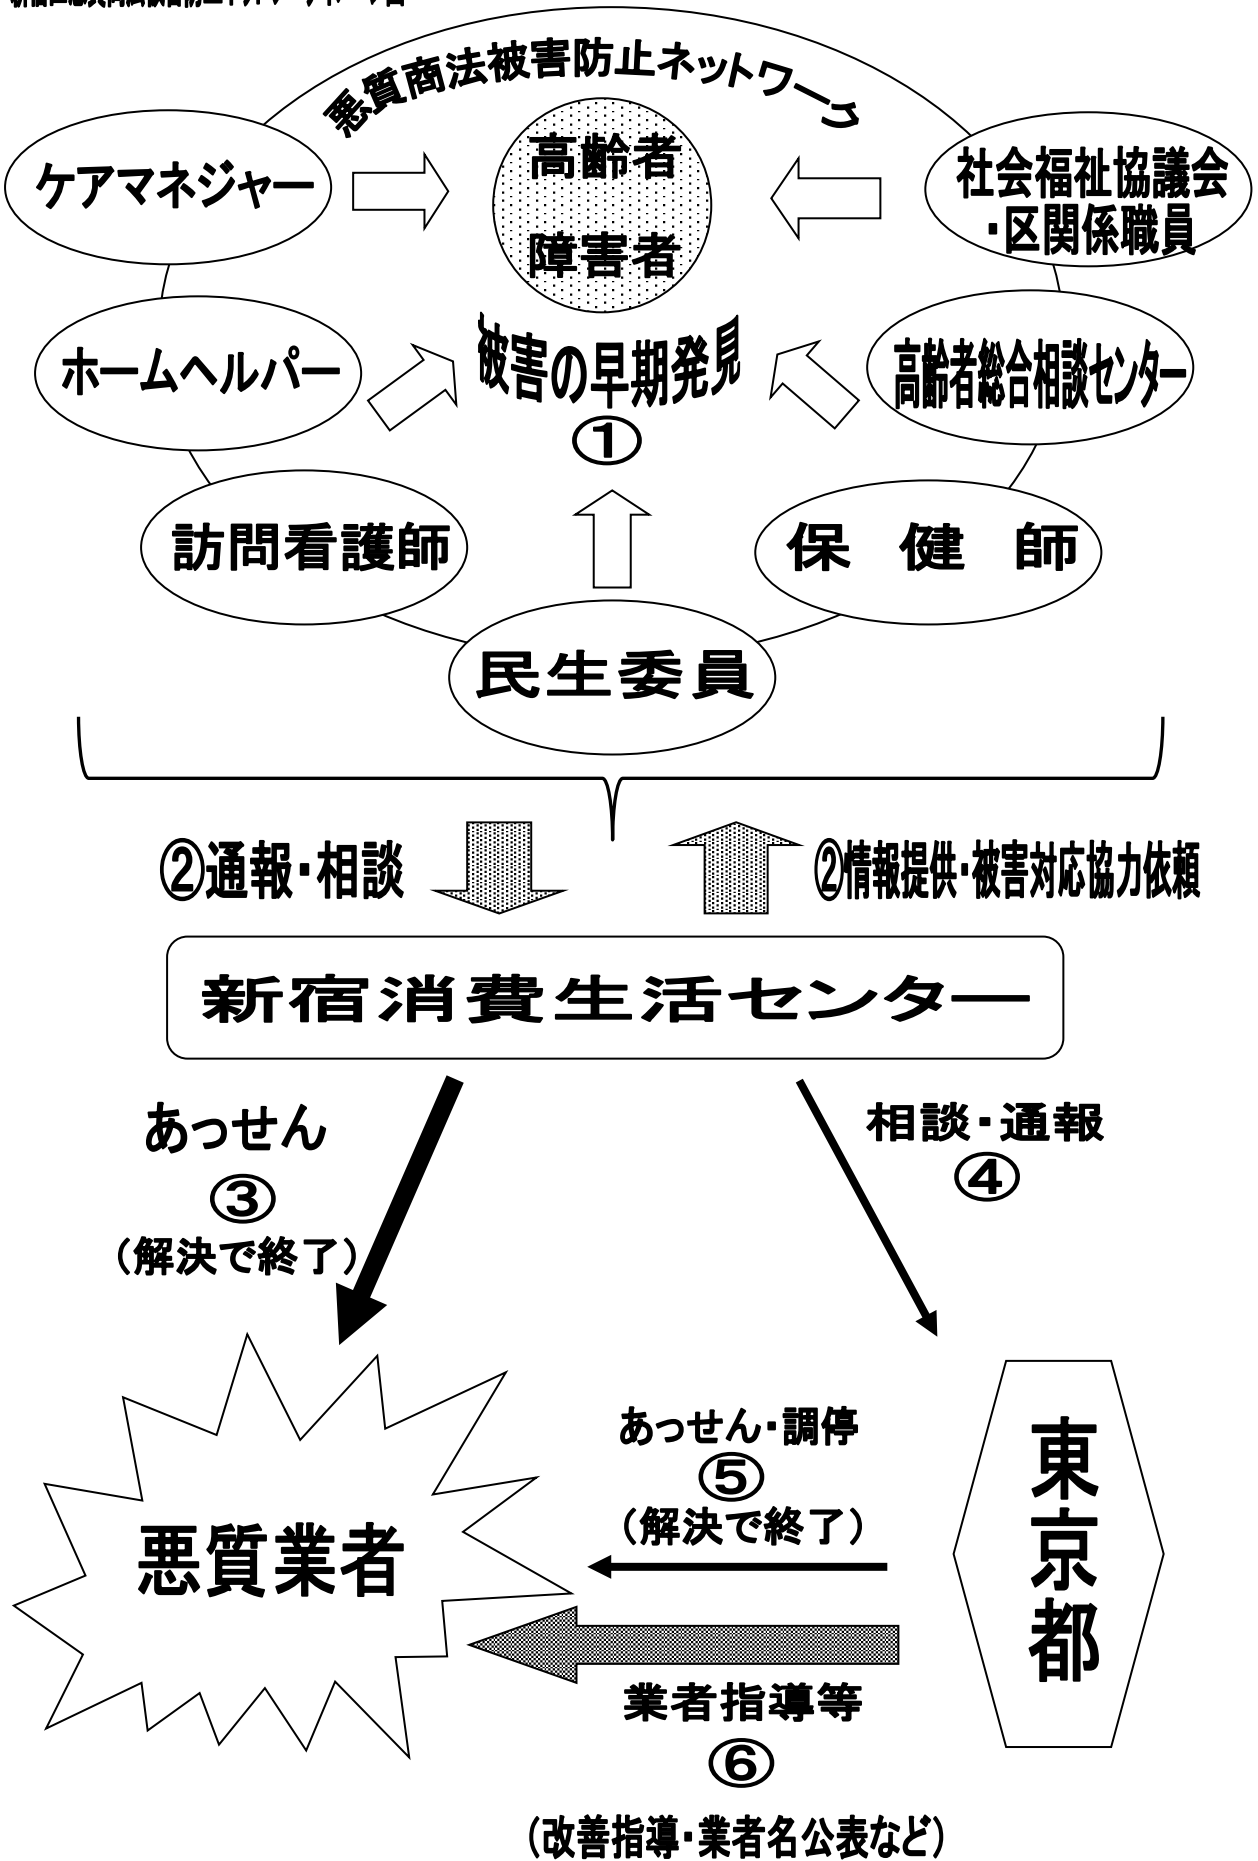 悪質商法被害防止ネットワーク
高齢者
障害者
ケアマネジャー
社会福祉協議会
・区関係職員
ホームヘルパー
被害の早期発見
①
高齢者総合相談センター
訪問看護師
保 健 師
民生委員
②通報・相談
②情報提供・被害対応協力依頼
新宿消費生活センター
あっせん
③
（解決で終了）
相談・通報
④
悪質業者
あっせん・調停
⑤
（解決で終了）
東京都
業者指導等
⑥
（改善指導・業者名公表など）